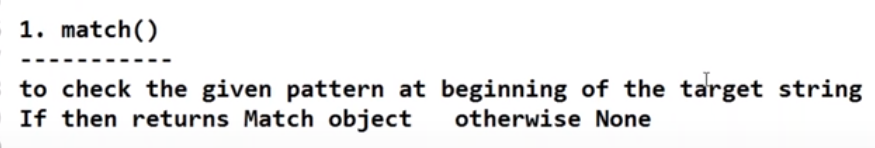 1. match()
-----------
to check the given pattern at beginning of the target string
If then returns Match object   otherwise None